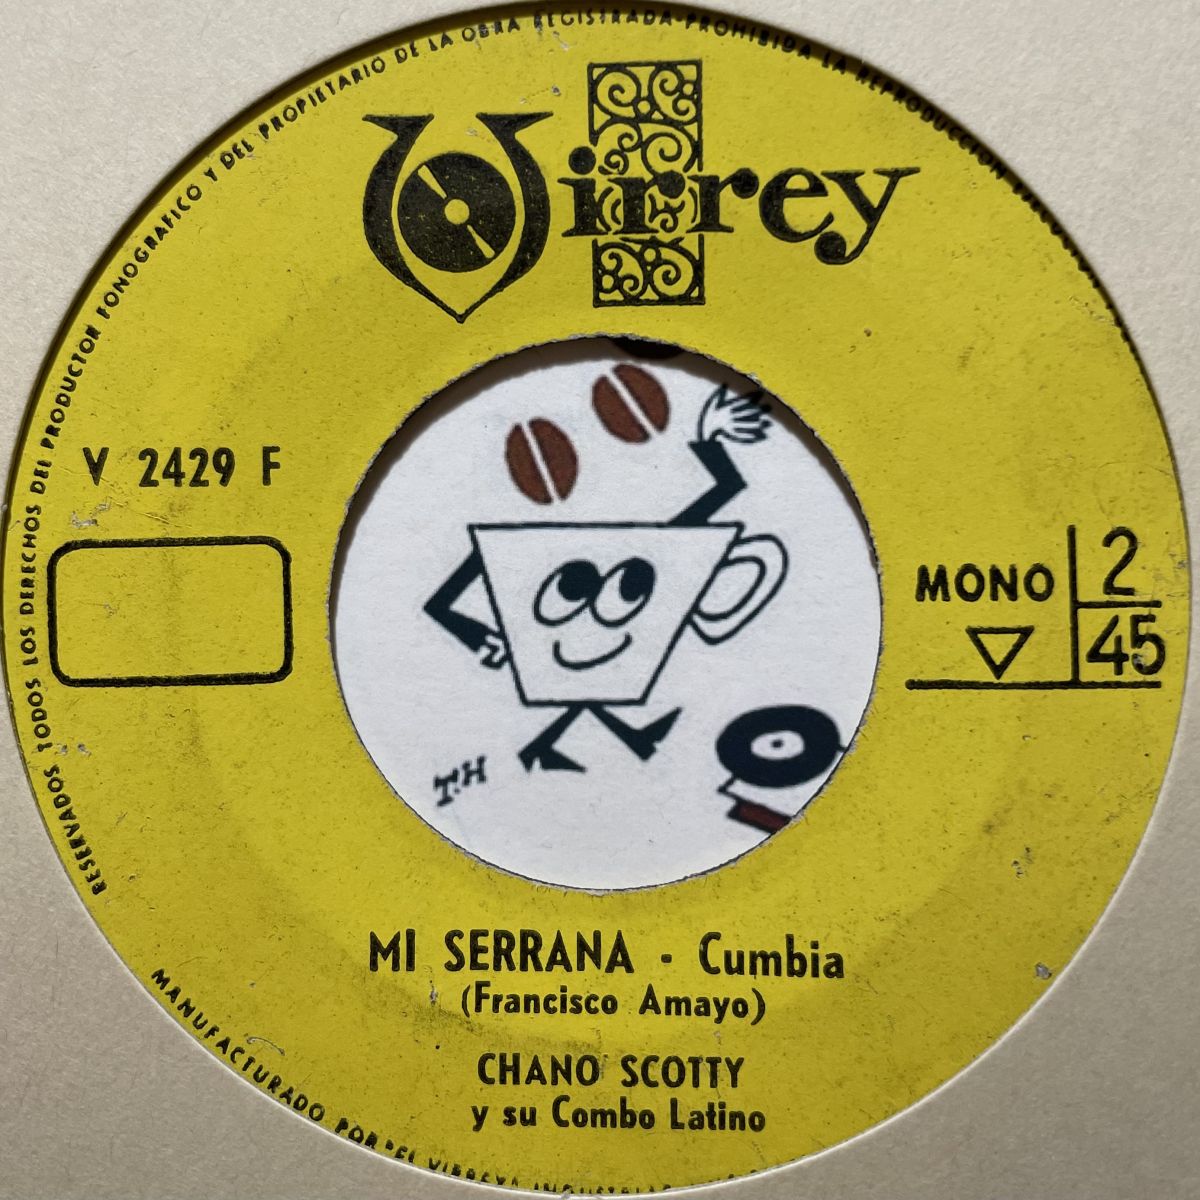 RESERVADOS TODOS LOS DERECHOS DEL PRODUCTOR FONOGRAFICO Y DEL PROPIETARIO DE LA OBRA REGISTRADA-PROHIBIDA LA REPRODUCCION
Virrey
V 2429 F
MONO 2
45
T.H
MI SERRANA - Cumbia
(Francisco Amayo)
CHANO SCOTTY
y su Combo Latino
MANUFACTURADO POR "EL VIRREY" INDUSTRIAS